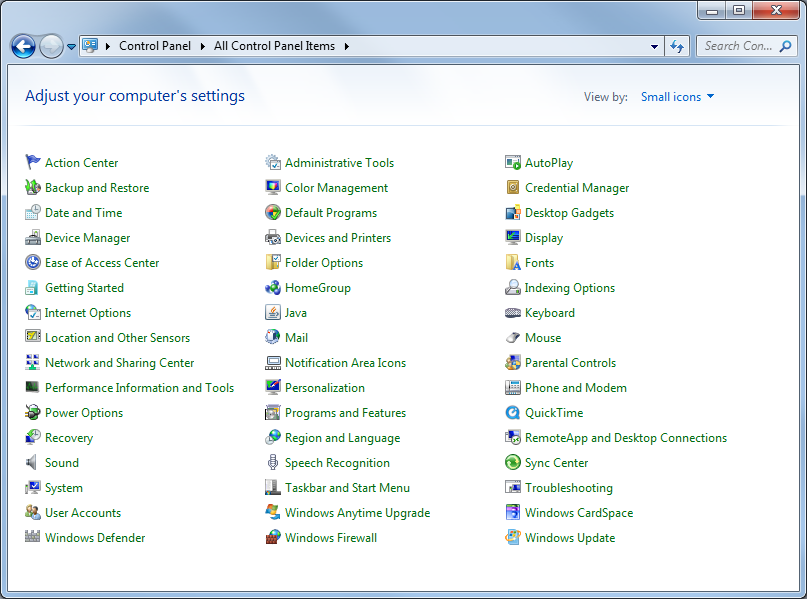 Control Panel All Control Panel Items Search Con...
Adjust your computer's settings View by: Small icons
Action Center Administrative Tools AutoPlay
Backup and Restore Color Management Credential Manager
Date and Time Default Programs Desktop Gadgets
Device Manager Devices and Printers Display
Ease of Access Center Folder Options Fonts
Getting Started HomeGroup Indexing Options
Internet Options Java Keyboard
Location and Other Sensors Mail Mouse
Network and Sharing Center Notification Area Icons Parental Controls
Performance Information and Tools Personalization Phone and Modem
Power Options Programs and Features QuickTime
Recovery Region and Language RemoteApp and Desktop Connections
Sound Speech Recognition Sync Center
System Taskbar and Start Menu Troubleshooting
User Accounts Windows Anytime Upgrade Windows CardSpace
Windows Defender Windows Firewall Windows Update